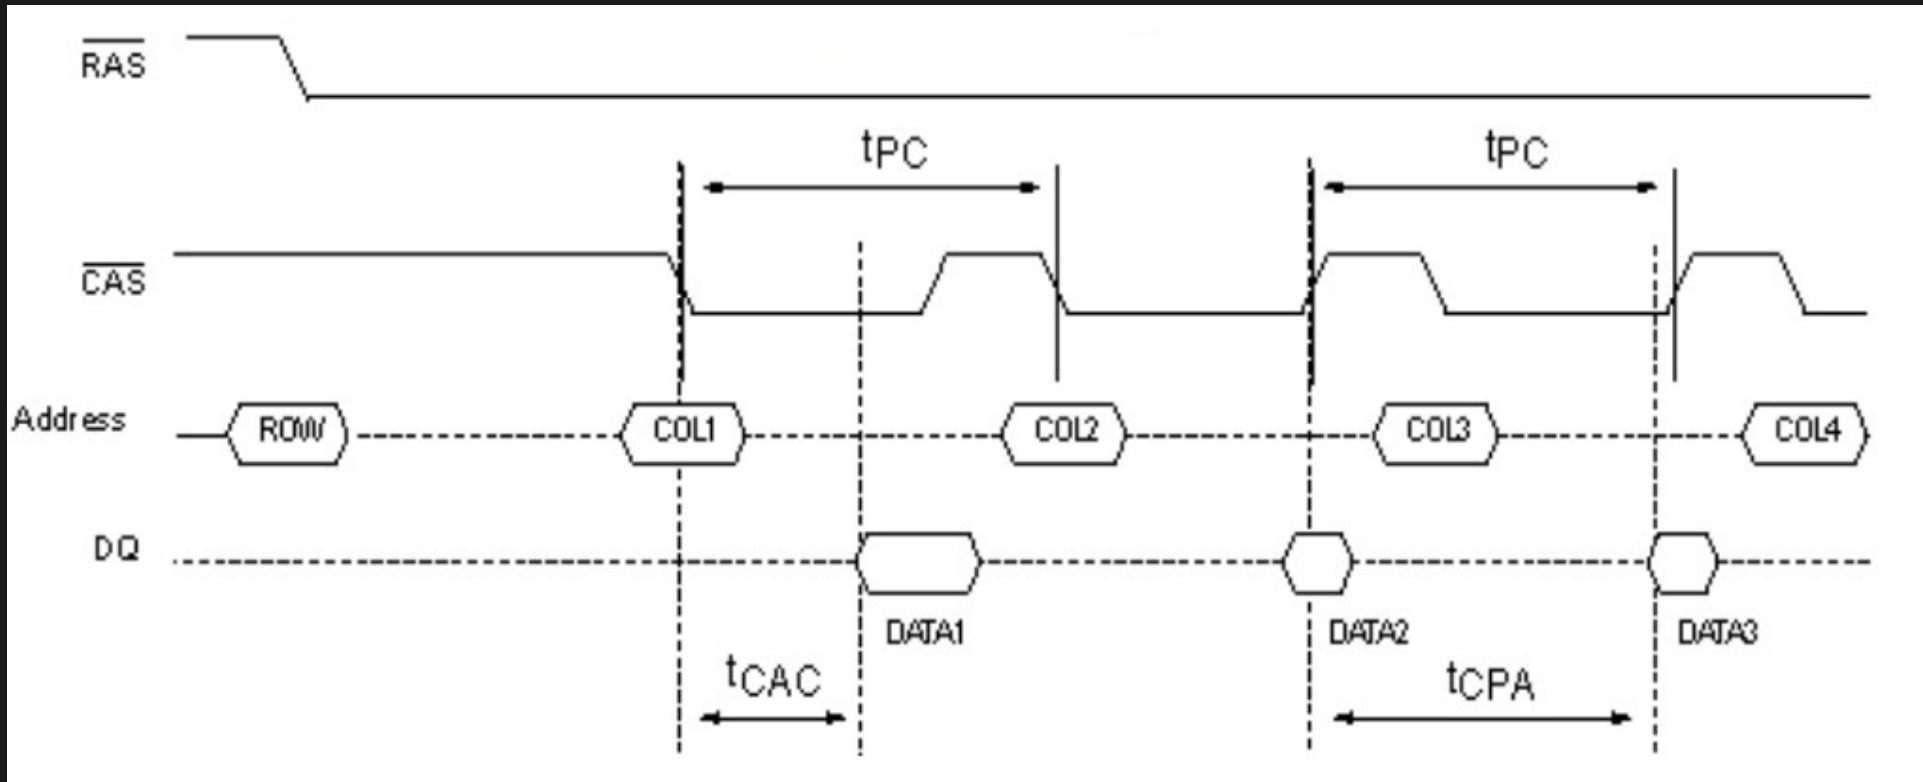 RAS
tPC tPC
CAS
Address ROW COL1 COL2 COL3 COL4
DQ
DATA1 DATA2 DATA3
tCAC tCPA